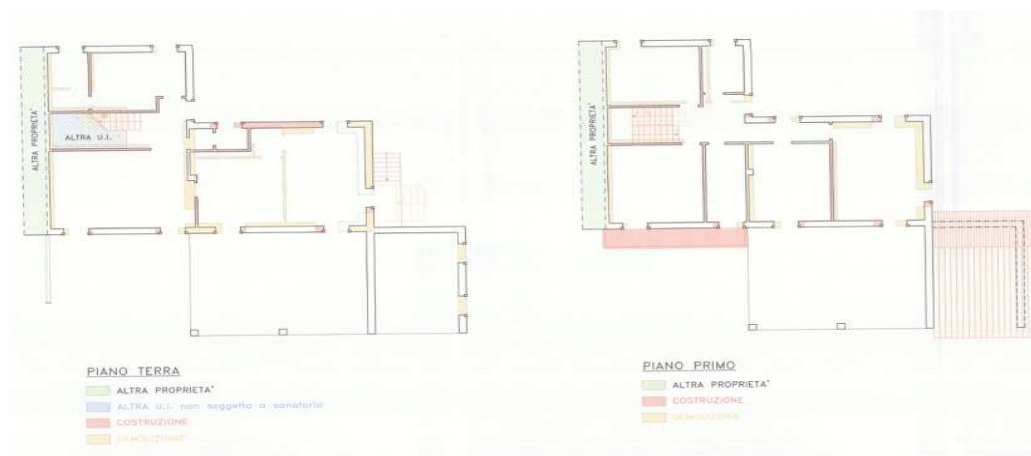 ALTRA PROPRIETA'
ALTRA U.I.
PIANO TERRA
ALTRA PROPRIETA'
ALTRA U.I. non soggetto a sanatoria
COSTRUZIONE
DEMOLIZIONE
ALTRA PROPRIETA'
PIANO PRIMO
ALTRA PROPRIETA'
COSTRUZIONE
DEMOLIZIONE